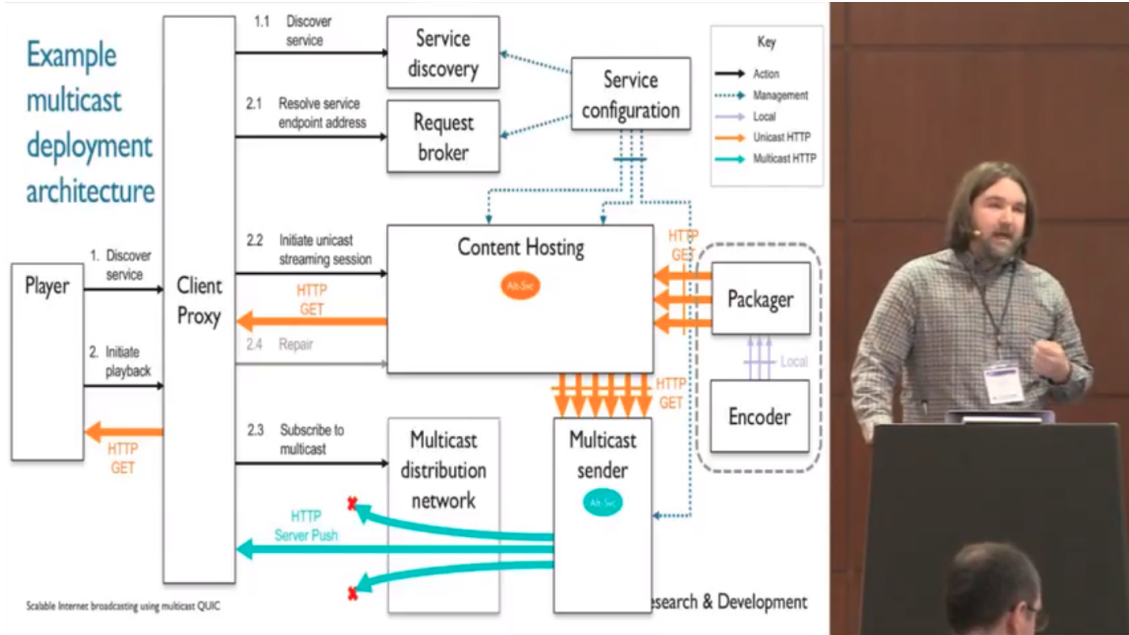 Example
multicast
deployment
architecture
1.1 Discover
service
Service
discovery
2.1 Resolve service
endpoint address
Request
broker
Service
configuration
Key
Action
Management
Local
Unicast HTTP
Multicast HTTP
Player
1. Discover
service
2. Initiate
playback
HTTP
GET
Client
Proxy
2.2 Initiate unicast
streaming session
HTTP
GET
2.4 Repair
Content Hosting
Alt-Svc
HTTP
GET
Packager
Local
Encoder
HTTP
GET
2.3 Subscribe to
multicast
Multicast
distribution
network
Multicast
sender
Alt-Svc
HTTP
Server Push
Scalable Internet broadcasting using multicast QUIC
esearch & Development